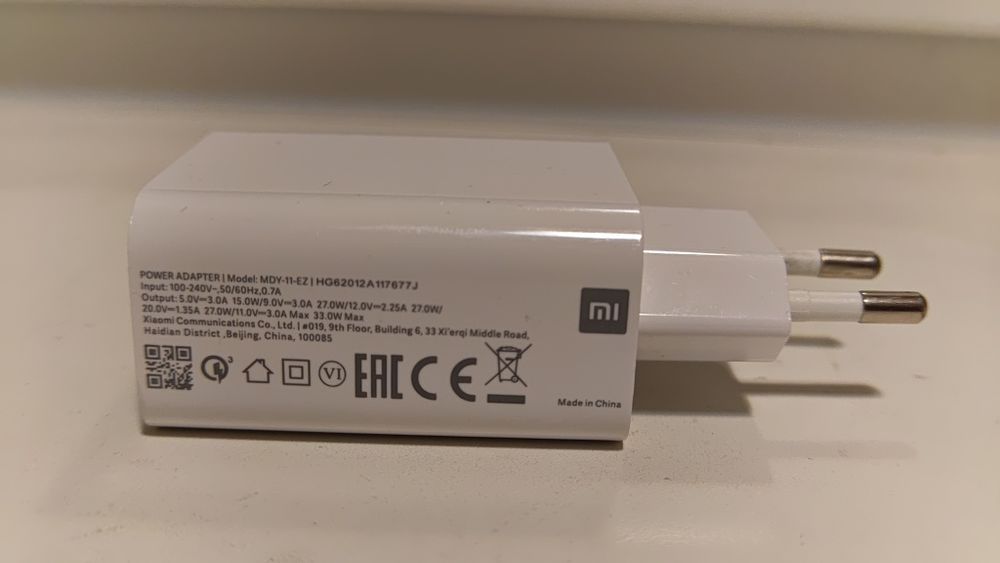 POWER ADAPTER | Model: MDY-11-EZ | HG62012A117677J
Input: 100-240V~,50/60Hz,0.7A
Output: 5.0V⎓3.0A 15.0W/9.0V⎓3.0A 27.0W/12.0V⎓2.25A 27.0W/
20.0V⎓1.35A 27.0W/11.0V⎓3.0A Max 33.0W Max
Xiaomi Communications Co., Ltd. | #019, 9th Floor, Building 6, 33 Xi'erqi Middle Road,
Haidian District ,Beijing, China, 100085
3 VI EAC CE
mi
Made in China